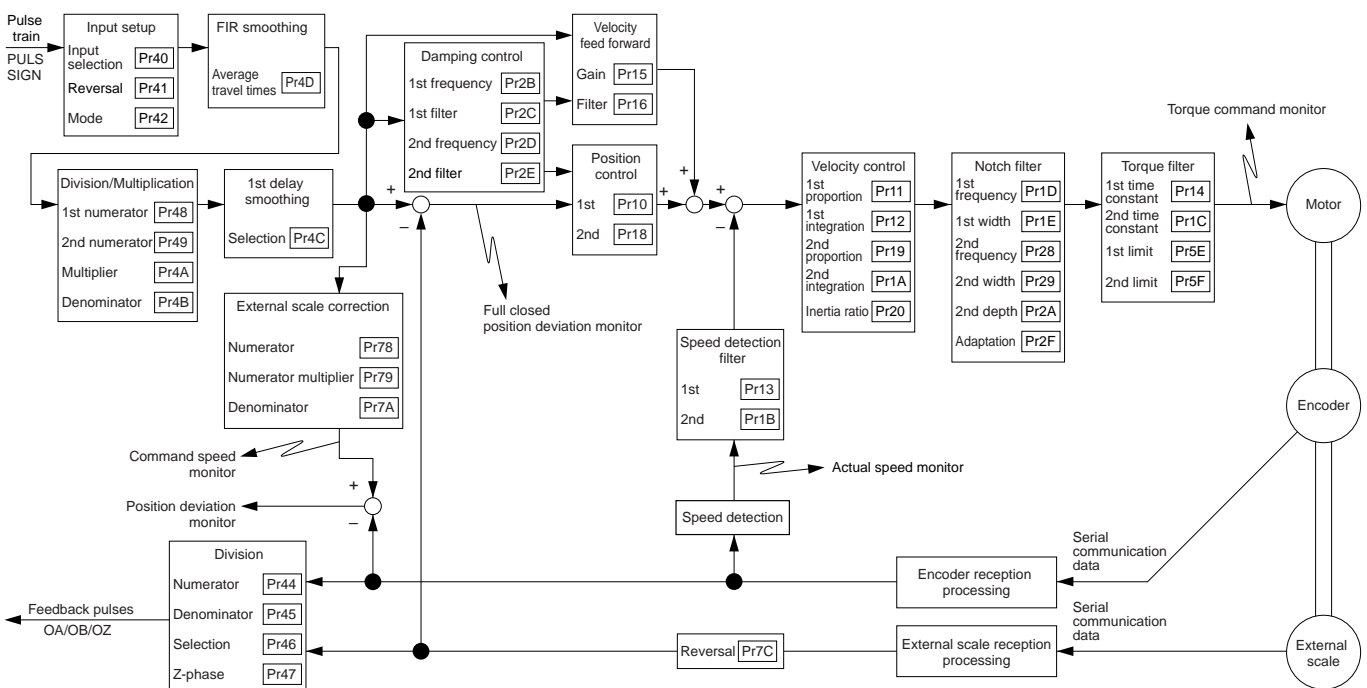 Pulse
train
PULS
SIGN
Input setup
Input
selection
Pr40
Reversal
Pr41
Mode
Pr42
FIR smoothing
Average
travel times
Pr4D
Velocity
feed forward
Gain
Pr15
Filter
Pr16
Damping control
1st frequency
Pr2B
1st filter
Pr2C
2nd frequency
Pr2D
2nd filter
Pr2E
Torque command monitor
Division/Multiplication
1st numerator
Pr48
2nd numerator
Pr49
Multiplier
Pr4A
Denominator
Pr4B
1st delay
smoothing
Selection
Pr4C
+
–
Position
control
1st
Pr10
2nd
Pr18
+
+
+
–
Velocity control
1st
proportion
Pr11
1st
integration
Pr12
2nd
proportion
Pr19
2nd
integration
Pr1A
Inertia ratio
Pr20
Notch filter
1st
frequency
Pr1D
1st width
Pr1E
2nd
frequency
Pr28
2nd width
Pr29
2nd depth
Pr2A
Adaptation
Pr2F
Torque filter
1st time
constant
Pr14
2nd time
constant
Pr1C
1st limit
Pr5E
2nd limit
Pr5F
Motor
External scale correction
Numerator
Pr78
Numerator multiplier
Pr79
Denominator
Pr7A
Full closed
position deviation monitor
Speed detection
filter
1st
Pr13
2nd
Pr1B
Encoder
Command speed
monitor
Actual speed monitor
+
–
Position deviation
monitor
Speed detection
Division
Numerator
Pr44
Denominator
Pr45
Selection
Pr46
Z-phase
Pr47
Feedback pulses
OA/OB/OZ
Encoder reception
processing
Serial
communication
data
Reversal
Pr7C
External scale reception
processing
Serial
communication
data
External
scale